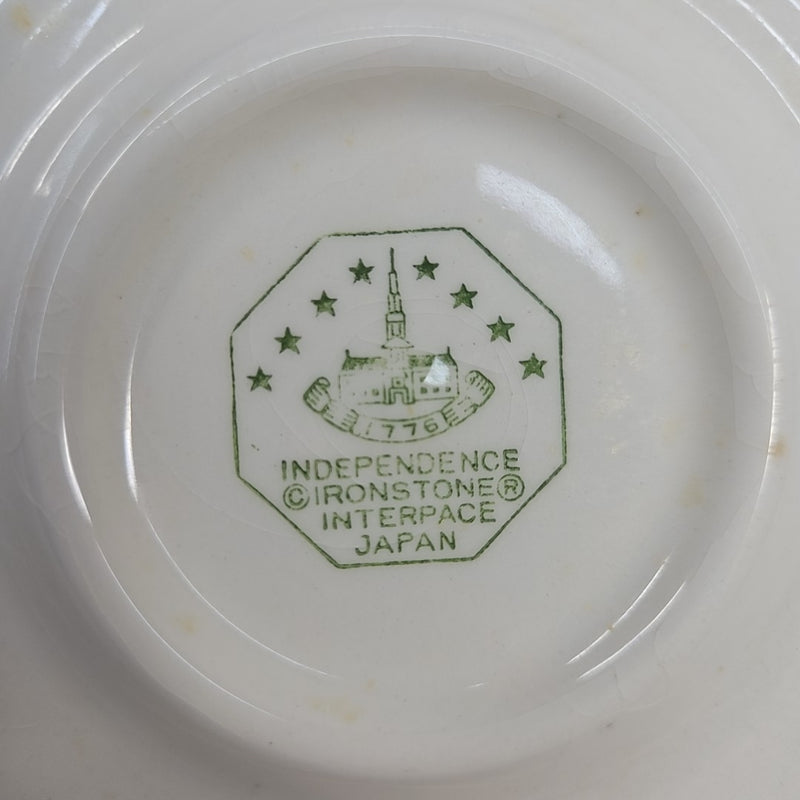 1776
INDEPENDENCE
©IRONSTONE®
INTERPACE
JAPAN